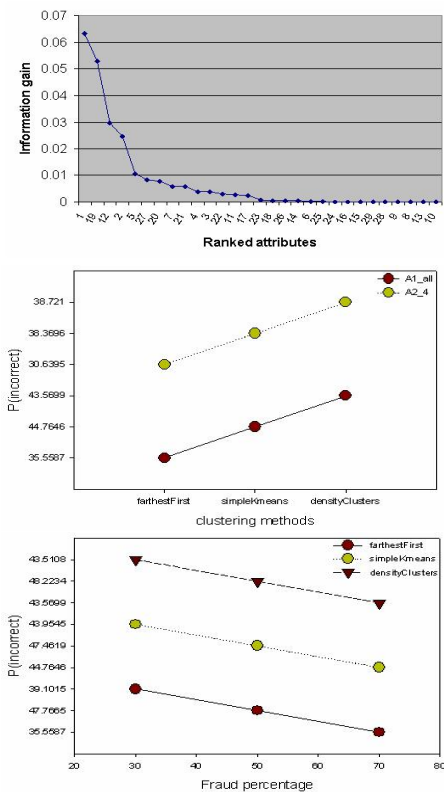 0.07
0.06
0.05
0.04
0.03
0.02
0.01
0
Information gain
1 19 12 2 5 27 20 7 21 4 3 22 11 17 23 18 26 14 6 25 24 16 15 29 28 9 8 13 10
Ranked attributes
A1_all
A2_4
38.721
38.3696
30.6395
43.5699
44.7646
35.5587
P(incorrect)
farthestFirst simpleKmeans densityClusters
clustering methods
farthestFirst
simpleKmeans
densityClusters
43.5108
48.2234
43.5699
43.9545
47.4619
44.7646
39.1015
47.7665
35.5587
P(incorrect)
20 30 40 50 60 70 80
Fraud percentage